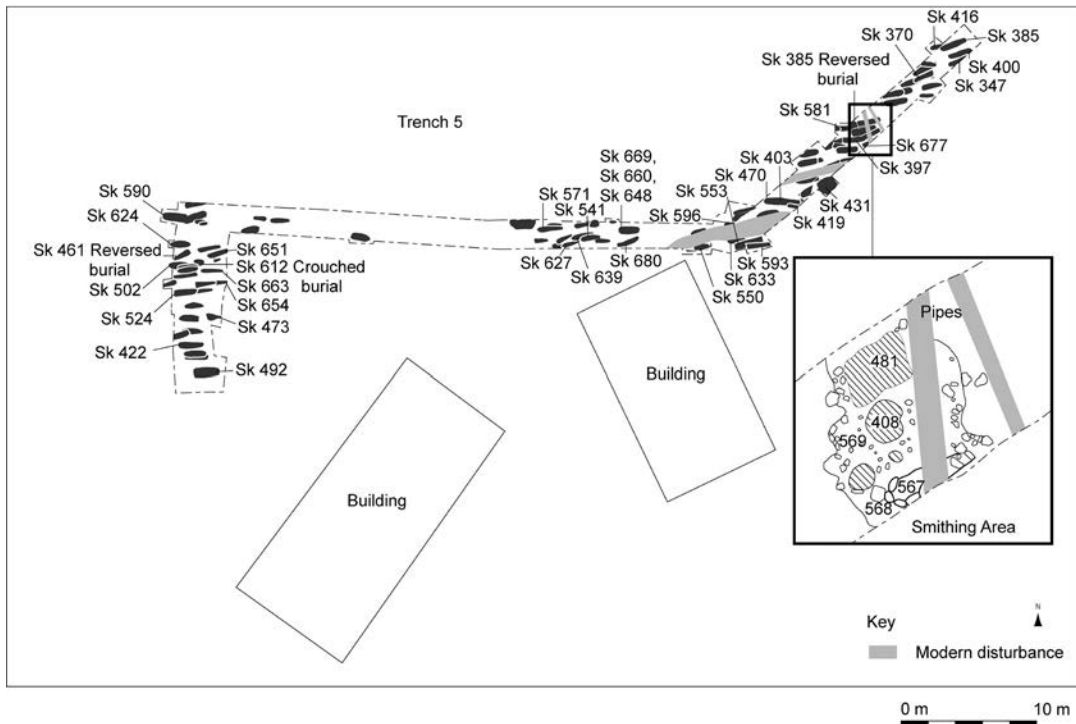 Sk 416
Sk 370
Sk 385
Sk 385 Reversed
burial
Sk 400
Sk 347
Trench 5
Sk 581
Sk 677
Sk 669,
Sk 660,
Sk 648
Sk 403
Sk 397
Sk 470
Sk 590
Sk 571
Sk 553
Sk 431
Sk 541
Sk 624
Sk 596
Sk 419
Sk 461 Reversed
burial
Sk 651
Sk 612 Crouched
burial
Sk 627
Sk 680
Sk 593
Sk 502
Sk 663
Sk 639
Sk 633
Sk 654
Sk 550
Sk 524
Sk 473
Sk 422
Sk 492
Building
Building
Pipes
481
408
569
567
568
Smithing Area
Key
N
Modern disturbance
0 m
10 m